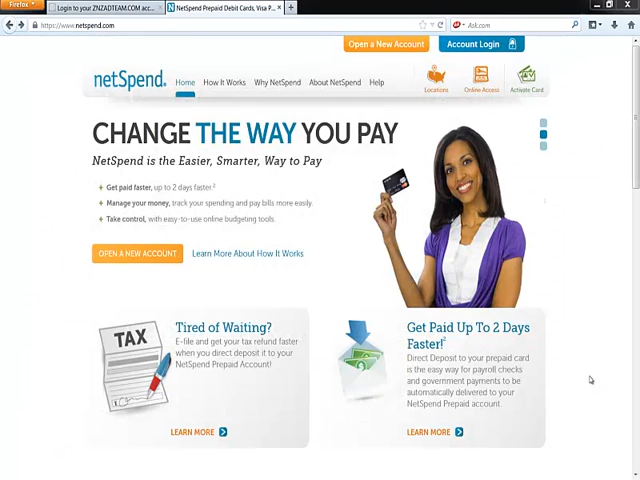 Firefox
Login to your ZNZADTEAM.COM acc...
NetSpend Prepaid Debit Cards, Visa P...
https://www.netspend.com
Ask.com
Open a New Account
Account Login
netSpend.
Home
How It Works
Why NetSpend
About NetSpend
Help
Locations
Online Access
Activate Card
CHANGE THE WAY YOU PAY
NetSpend is the Easier, Smarter, Way to Pay
Get paid faster, up to 2 days faster.²
Manage your money, track your spending and pay bills more easily.
Take control, with easy-to-use online budgeting tools.
OPEN A NEW ACCOUNT
Learn More About How It Works
TAX
Tired of Waiting?
E-file and get your tax refund faster
when you direct deposit it to your
NetSpend Prepaid Account!
LEARN MORE
Get Paid Up To 2 Days
Faster!²
Direct Deposit to your prepaid card
is the easy way for payroll checks
and government payments to be
automatically delivered to your
NetSpend Prepaid account.
LEARN MORE